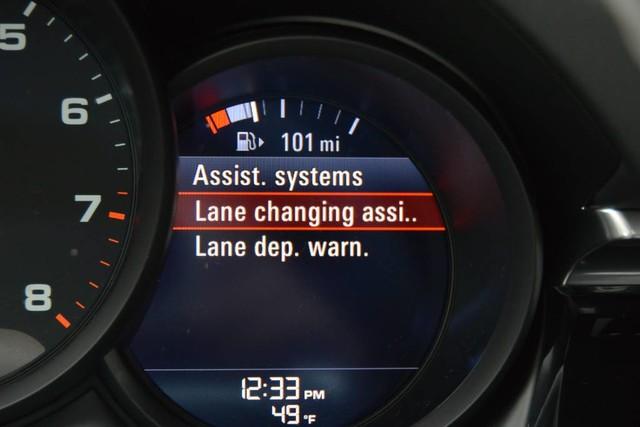 5
6
7
8
101 mi
Assist. systems
Lane changing assi..
Lane dep. warn.
12:33 PM
49 °F